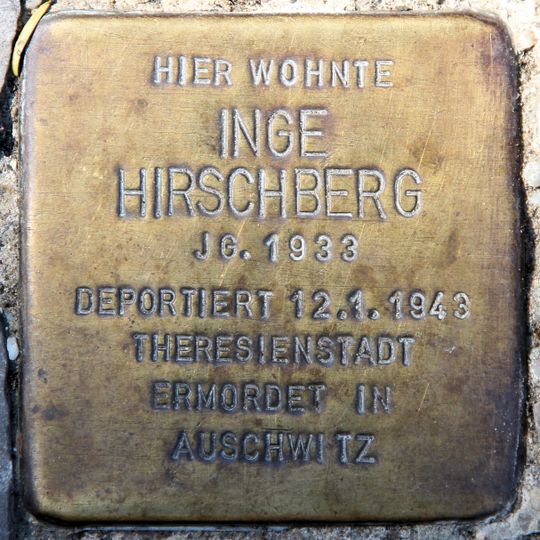 HIER WOHNTE
INGE
HIRSCHBERG
JG. 1933
DEPORTIERT 12.1.1943
THERESIENSTADT
ERMORDET IN
AUSCHWITZ